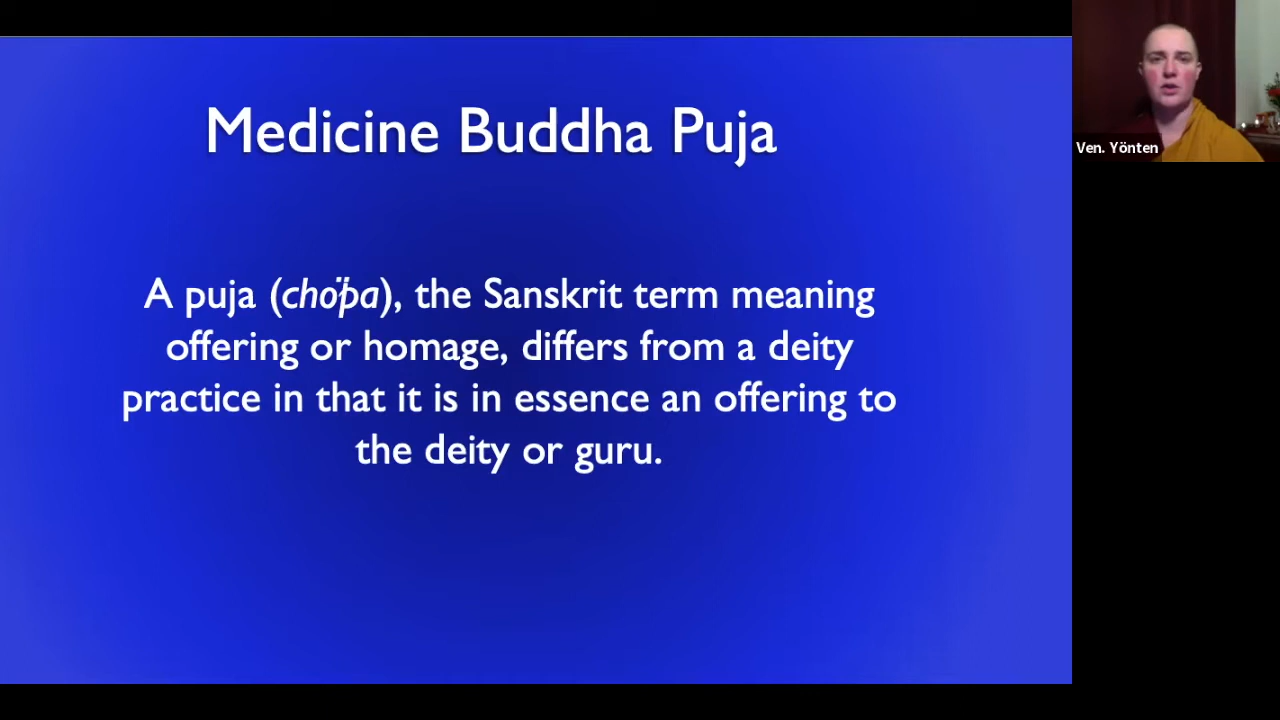 Medicine Buddha Puja
A puja (chöpa), the Sanskrit term meaning
offering or homage, differs from a deity
practice in that it is in essence an offering to
the deity or guru.
Ven. Yönten